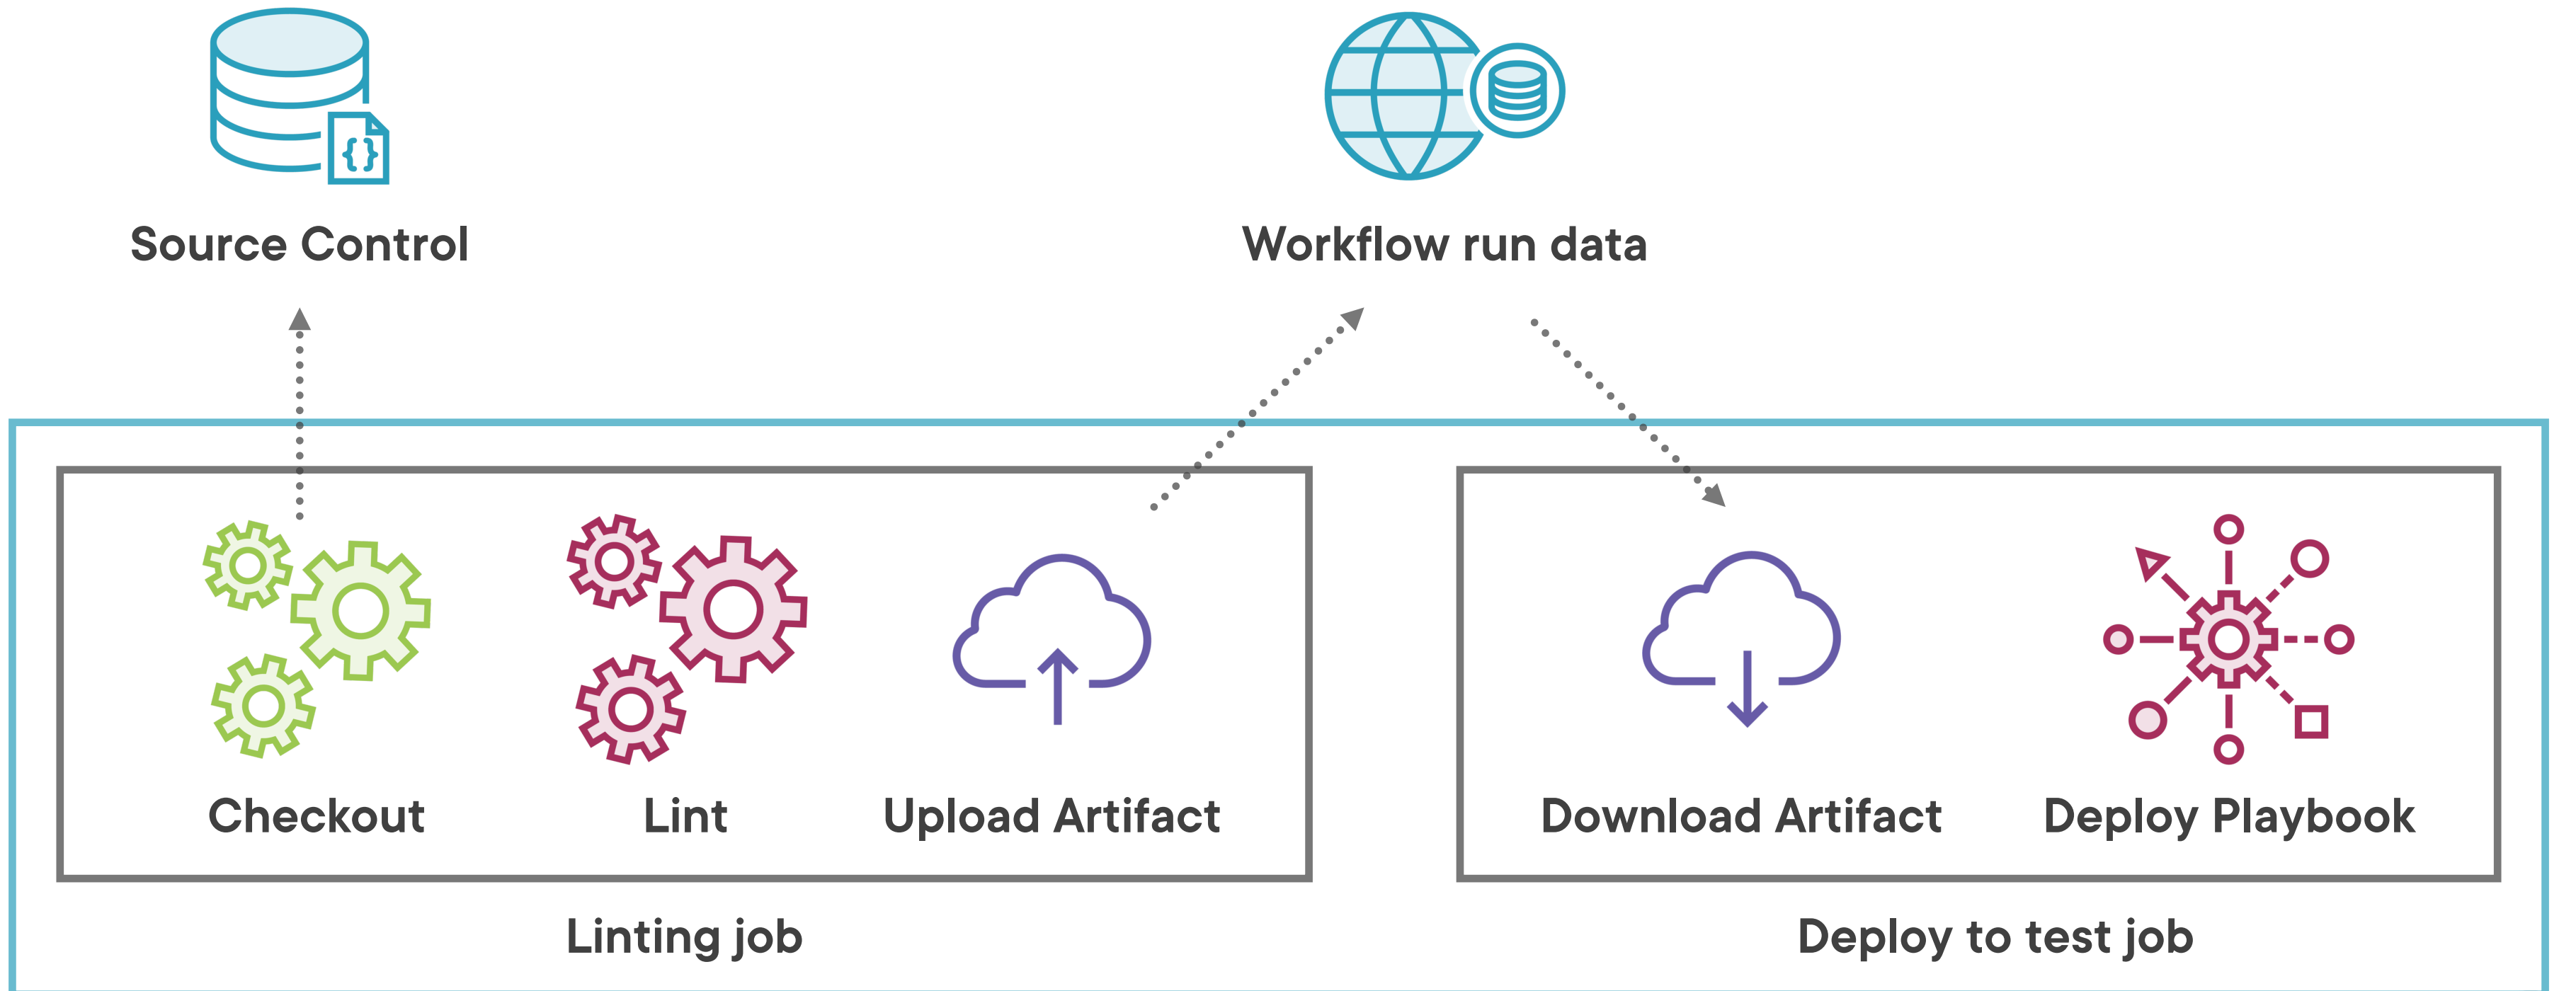 Source Control
Workflow run data
{}
Checkout
Lint
Upload Artifact
Download Artifact
Deploy Playbook
Linting job
Deploy to test job